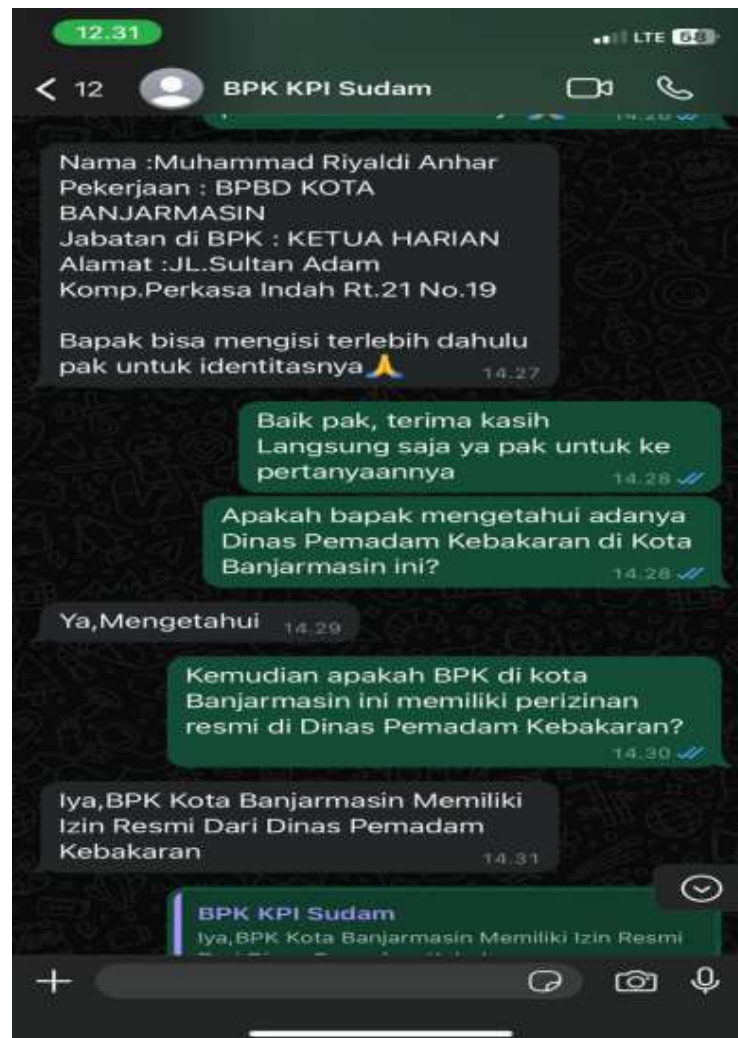 12.31
LTE 68
12 BPK KPI Sudam
14.26
Nama :Muhammad Riyaldi Anhar
Pekerjaan : BPBD KOTA
BANJARMASIN
Jabatan di BPK : KETUA HARIAN
Alamat :JL.Sultan Adam
Komp.Perkasa Indah Rt.21 No.19
Bapak bisa mengisi terlebih dahulu
pak untuk identitasnya🙏 14.27
Baik pak, terima kasih
Langsung saja ya pak untuk ke
pertanyaannya 14.28
Apakah bapak mengetahui adanya
Dinas Pemadam Kebakaran di Kota
Banjarmasin ini? 14.28
Ya,Mengetahui 14.29
Kemudian apakah BPK di kota
Banjarmasin ini memiliki perizinan
resmi di Dinas Pemadam Kebakaran?
14.30
Iya,BPK Kota Banjarmasin Memiliki
Izin Resmi Dari Dinas Pemadam
Kebakaran 14.31
BPK KPI Sudam
Iya,BPK Kota Banjarmasin Memiliki Izin Resmi